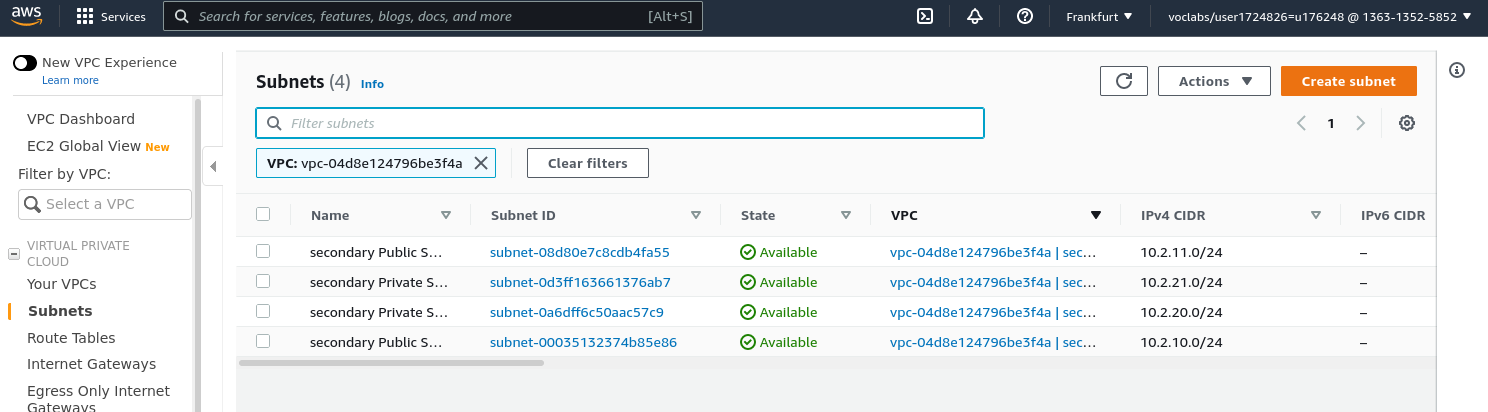 aws Services Search for services, features, blogs, docs, and more [Alt+S] Frankfurt voclabs/user1724826=u176248 @ 1363-1352-5852
New VPC Experience
Learn more
VPC Dashboard
EC2 Global View New
Filter by VPC:
Select a VPC
VIRTUAL PRIVATE
CLOUD
Your VPCs
Subnets
Route Tables
Internet Gateways
Egress Only Internet
Gateways
Subnets (4) Info
Actions Create subnet
Filter subnets
1
VPC: vpc-04d8e124796be3f4a Clear filters
Name Subnet ID State VPC IPv4 CIDR IPv6 CIDR
secondary Public S... subnet-08d80e7c8cdb4fa55 Available vpc-04d8e124796be3f4a | sec... 10.2.11.0/24 –
secondary Private S... subnet-0d3ff163661376ab7 Available vpc-04d8e124796be3f4a | sec... 10.2.21.0/24 –
secondary Private S... subnet-0a6dff6c50aac57c9 Available vpc-04d8e124796be3f4a | sec... 10.2.20.0/24 –
secondary Public S... subnet-00035132374b85e86 Available vpc-04d8e124796be3f4a | sec... 10.2.10.0/24 –